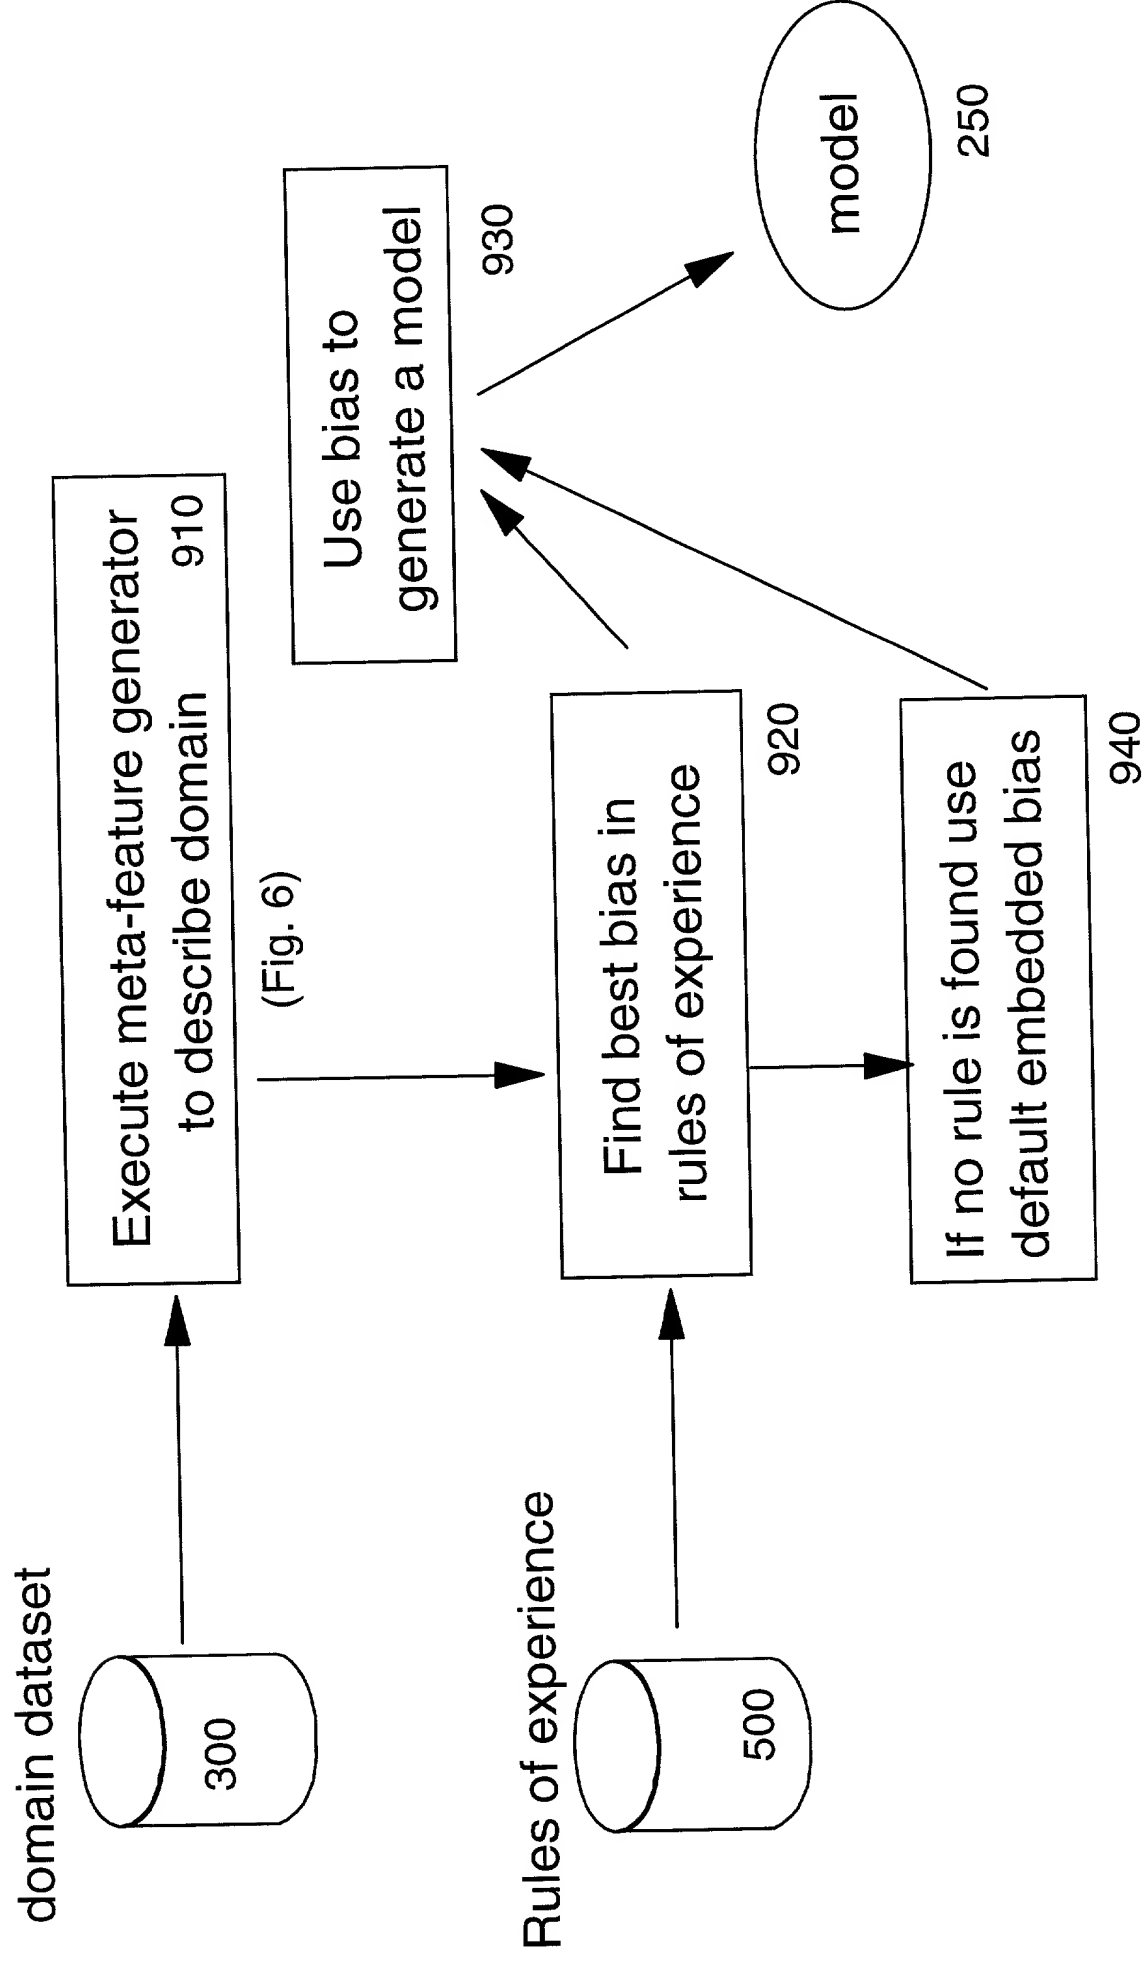 domain dataset
300
Execute meta-feature generator
to describe domain 910
(Fig. 6)
Use bias to
generate a model
930
Rules of experience
500
Find best bias in
rules of experience
920
model
250
If no rule is found use
default embedded bias
940